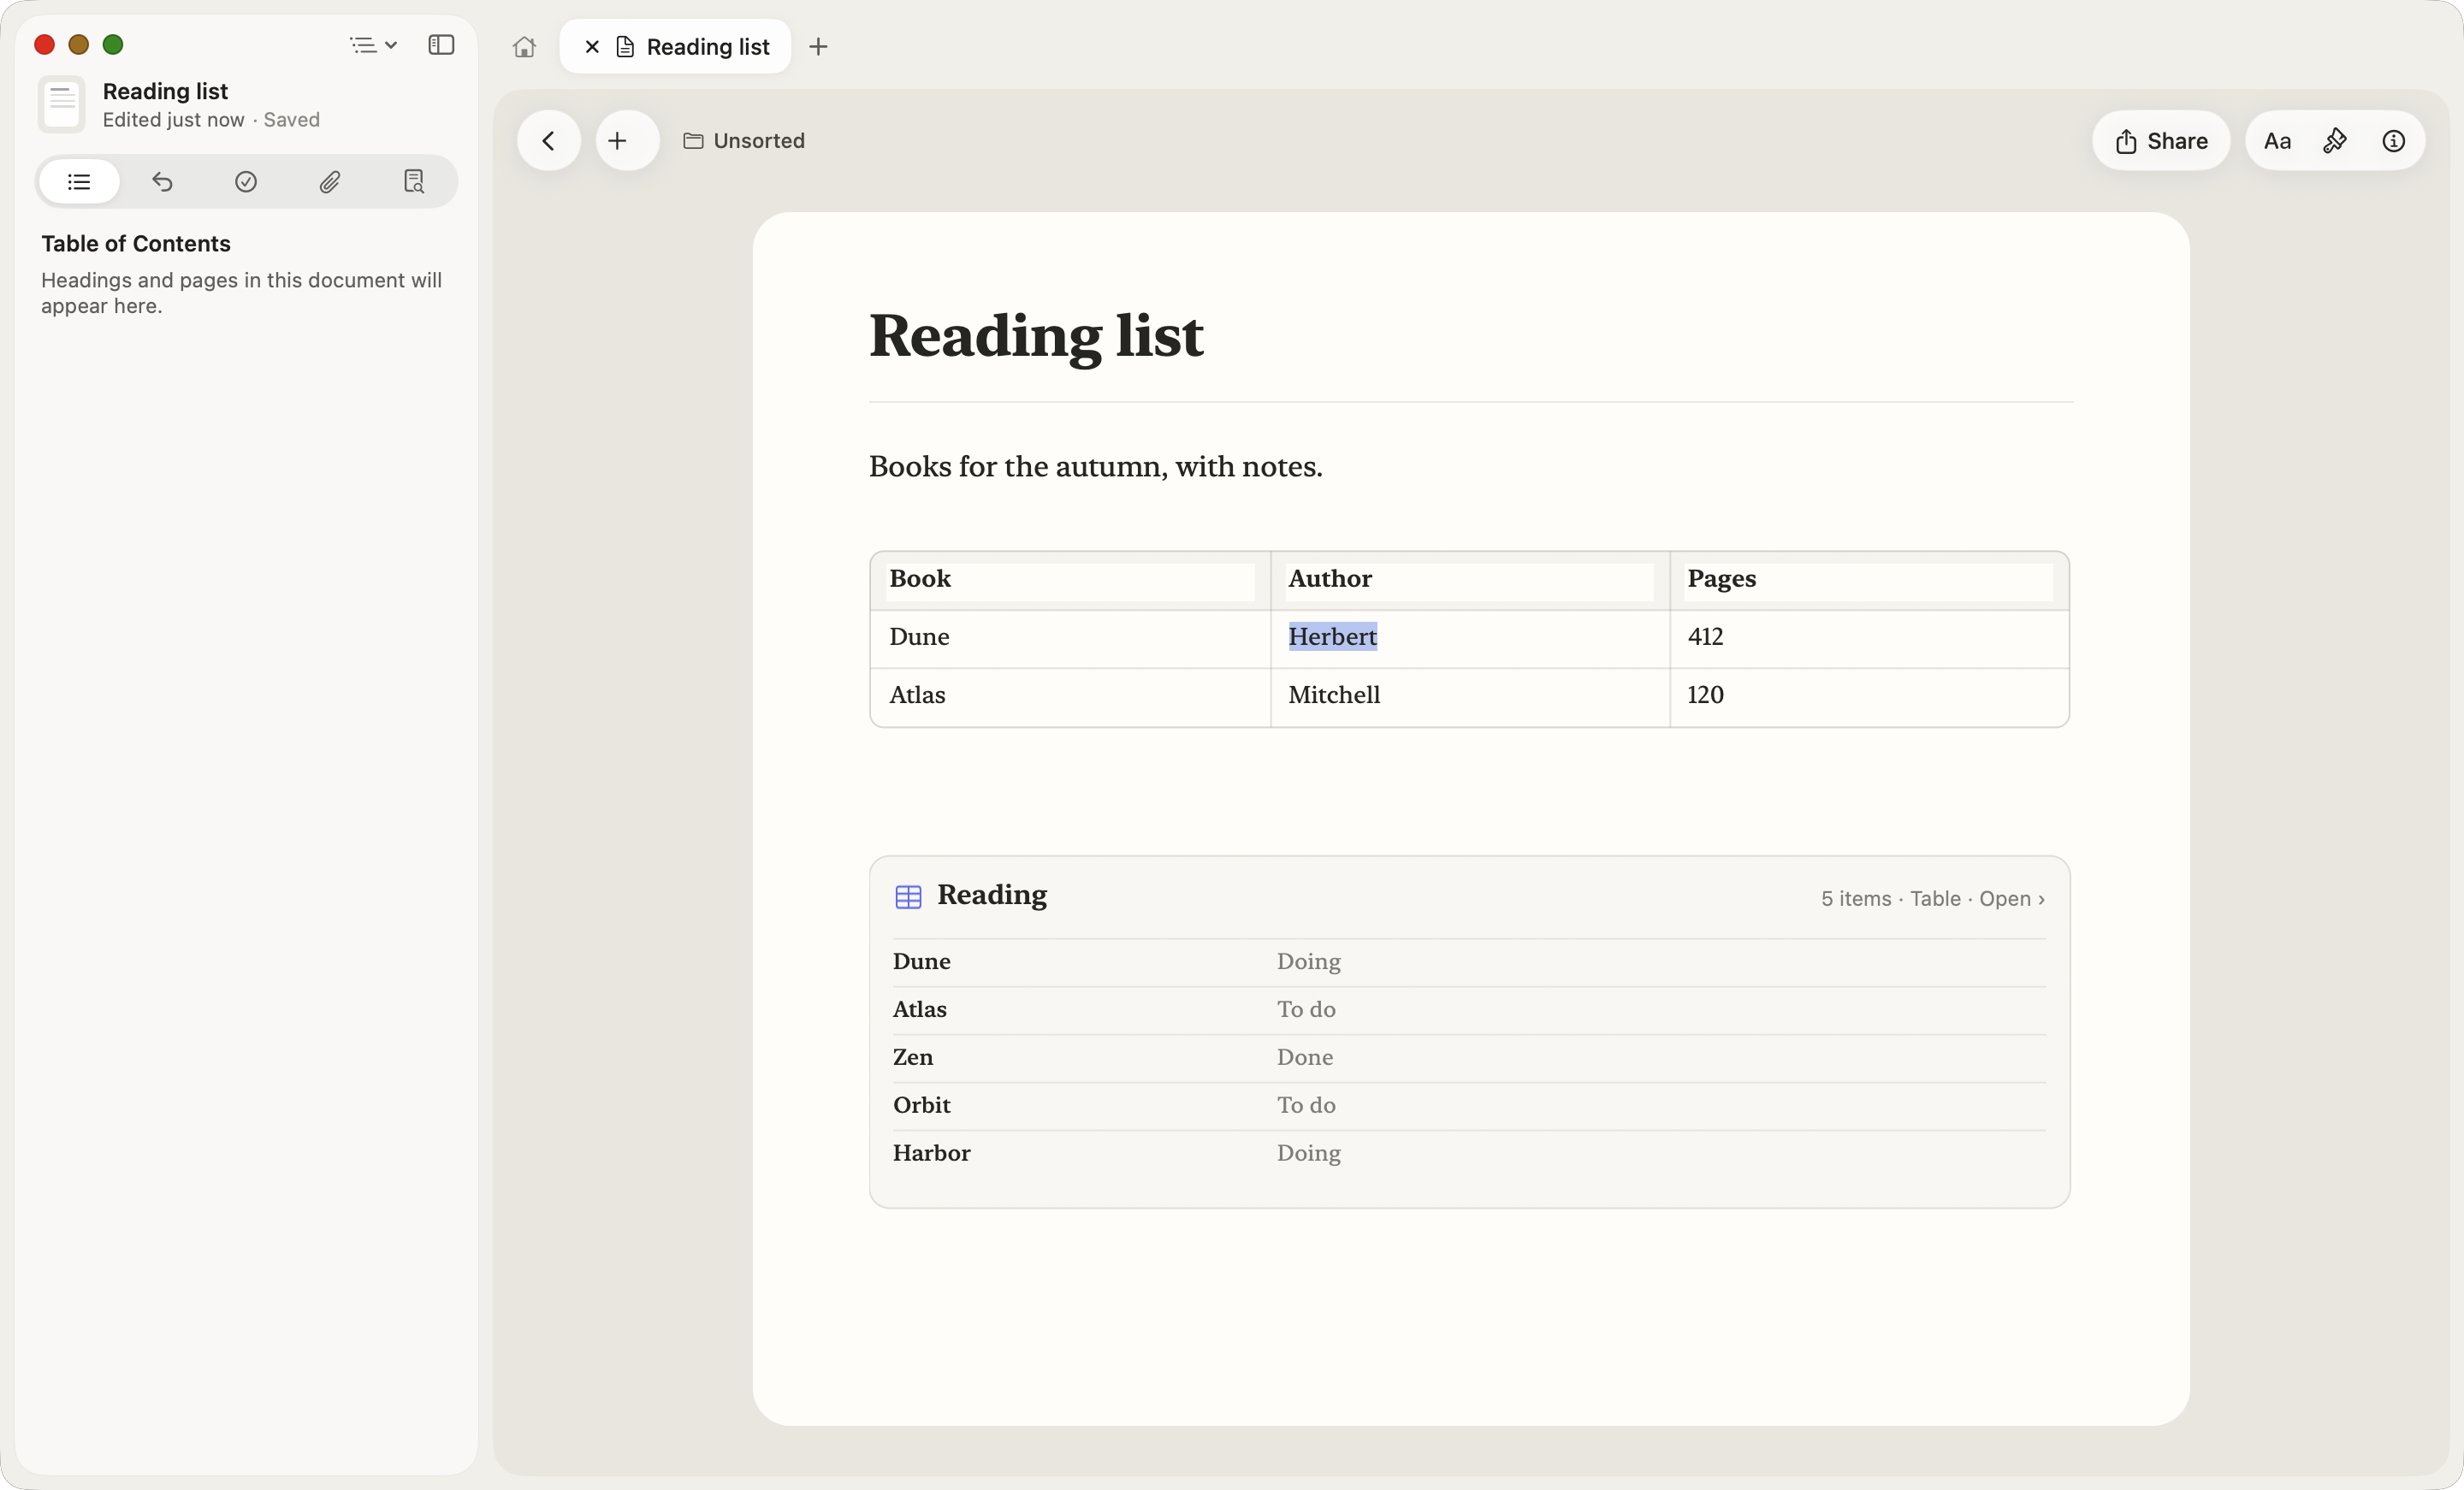 Reading list
Reading list
Edited just now · Saved
Table of Contents
Headings and pages in this document will
appear here.
Unsorted
Share
Aa
Reading list
Books for the autumn, with notes.
Book Author Pages
Dune Herbert 412
Atlas Mitchell 120
Reading
5 items · Table · Open ›
Dune Doing
Atlas To do
Zen Done
Orbit To do
Harbor Doing